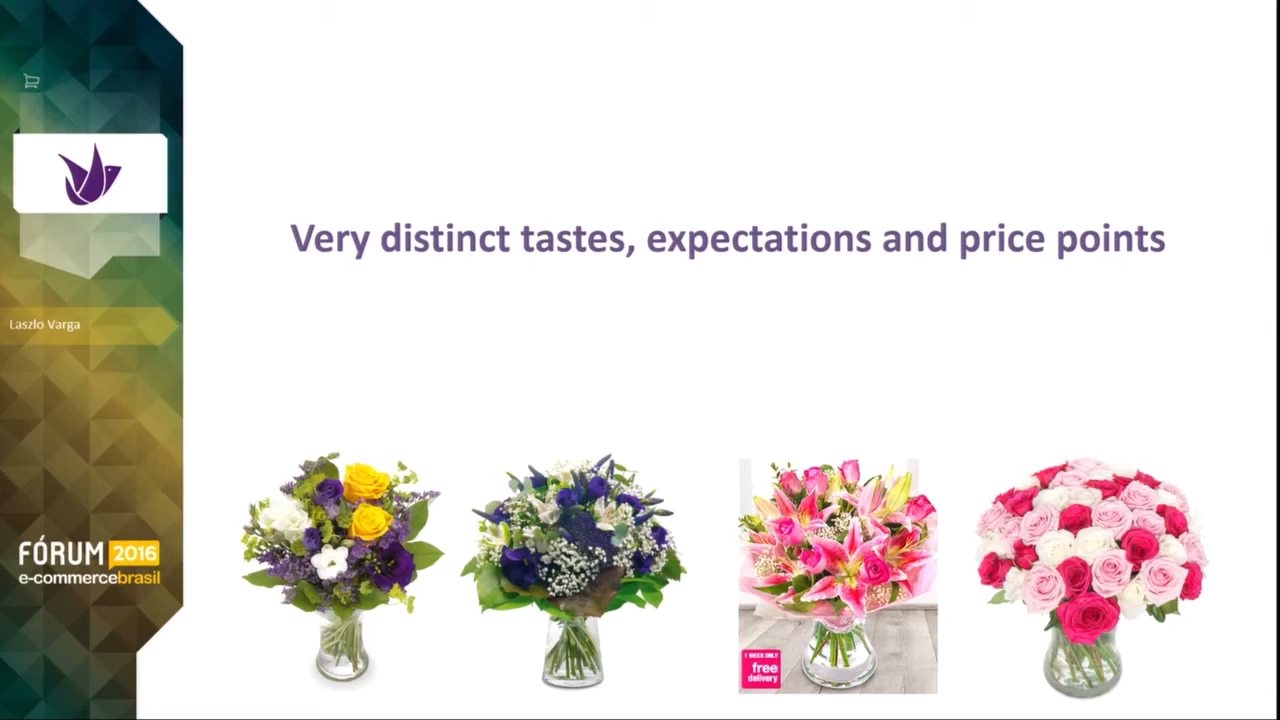 Very distinct tastes, expectations and price points
Laszlo Varga
FÓRUM 2016
e-commercebrasil
1 WEEK ONLY
free
delivery